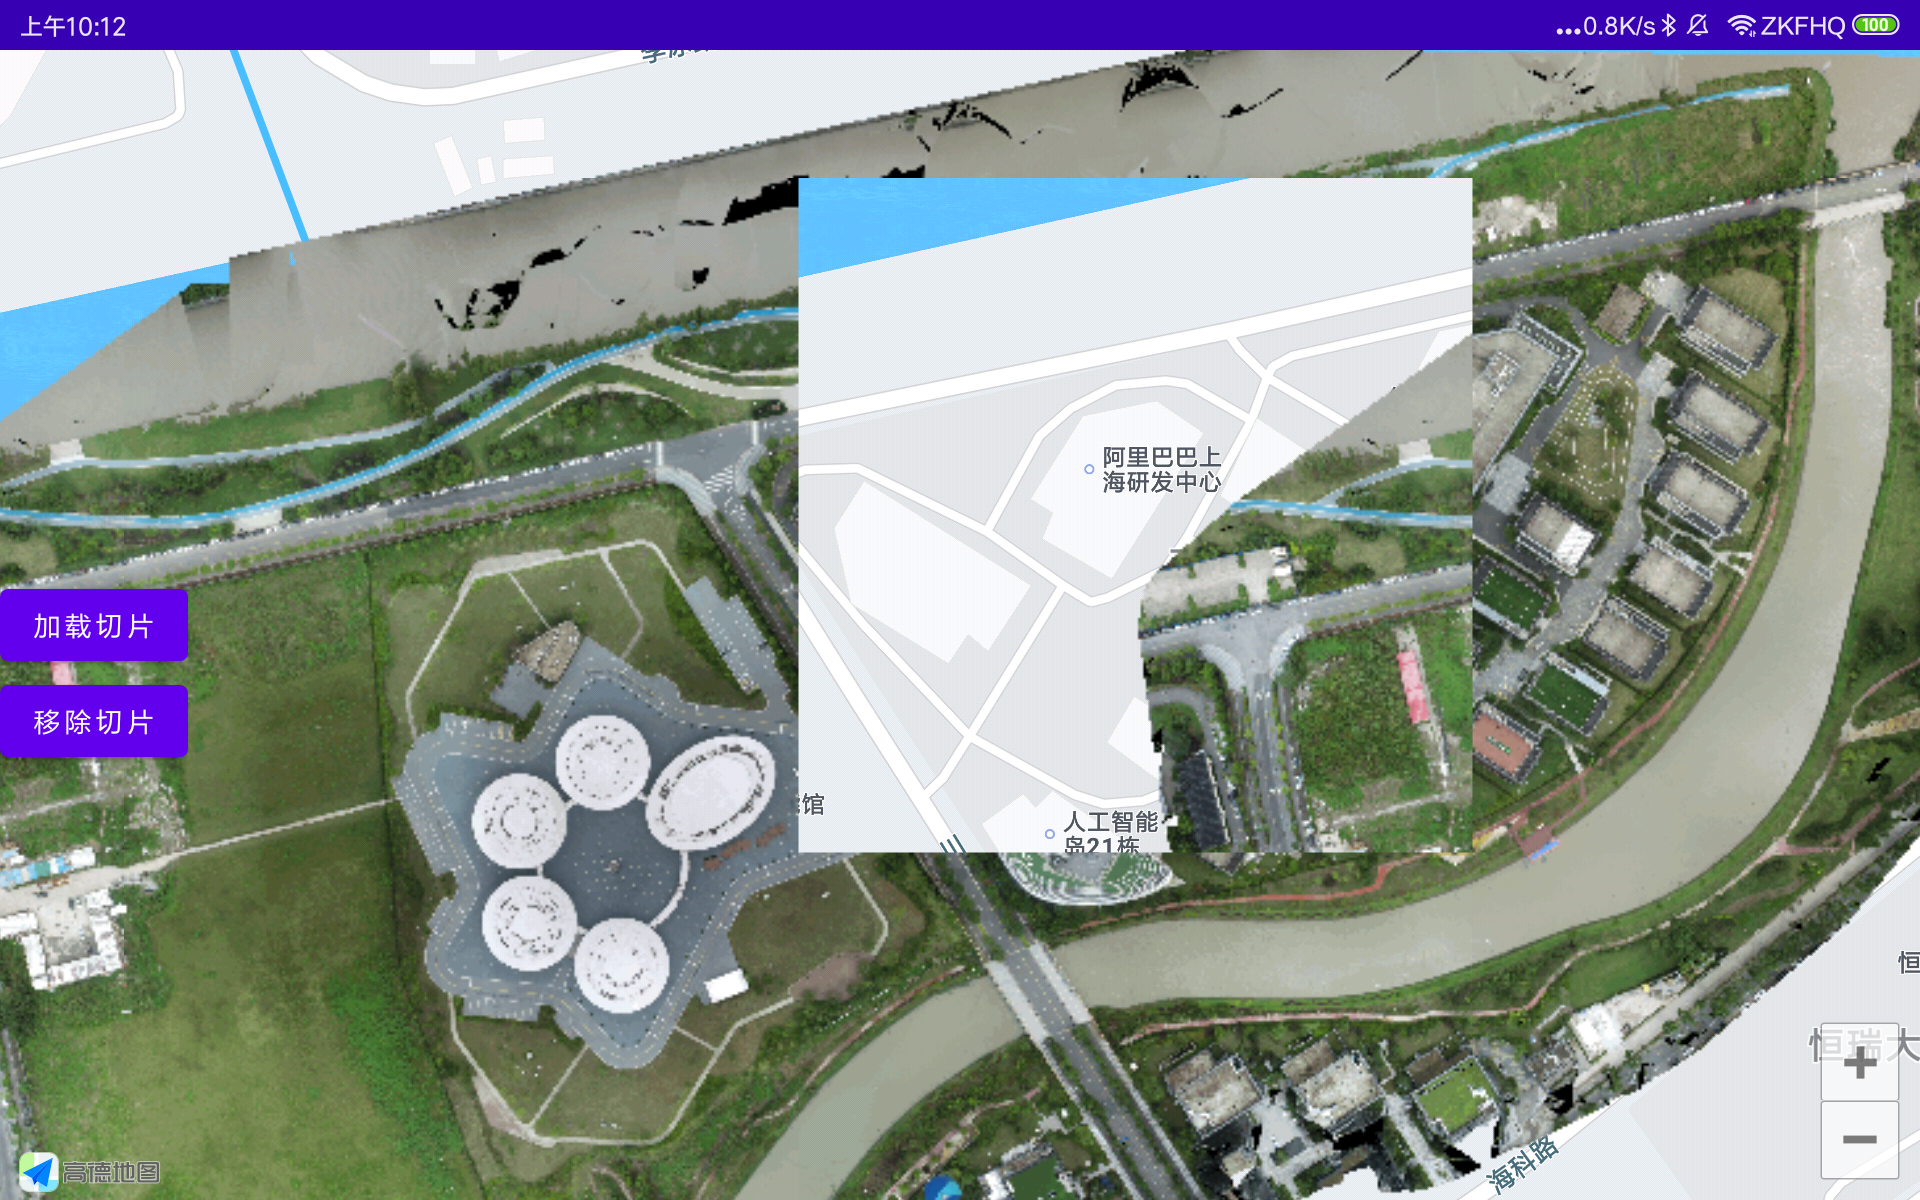 上午10:12
...0.8K/s ZKFHQ 100
阿里巴巴上
海研发中心
加载切片
移除切片
馆
人工智能
岛21栋
恒
恒瑞大
+
−
海科路
高德地图